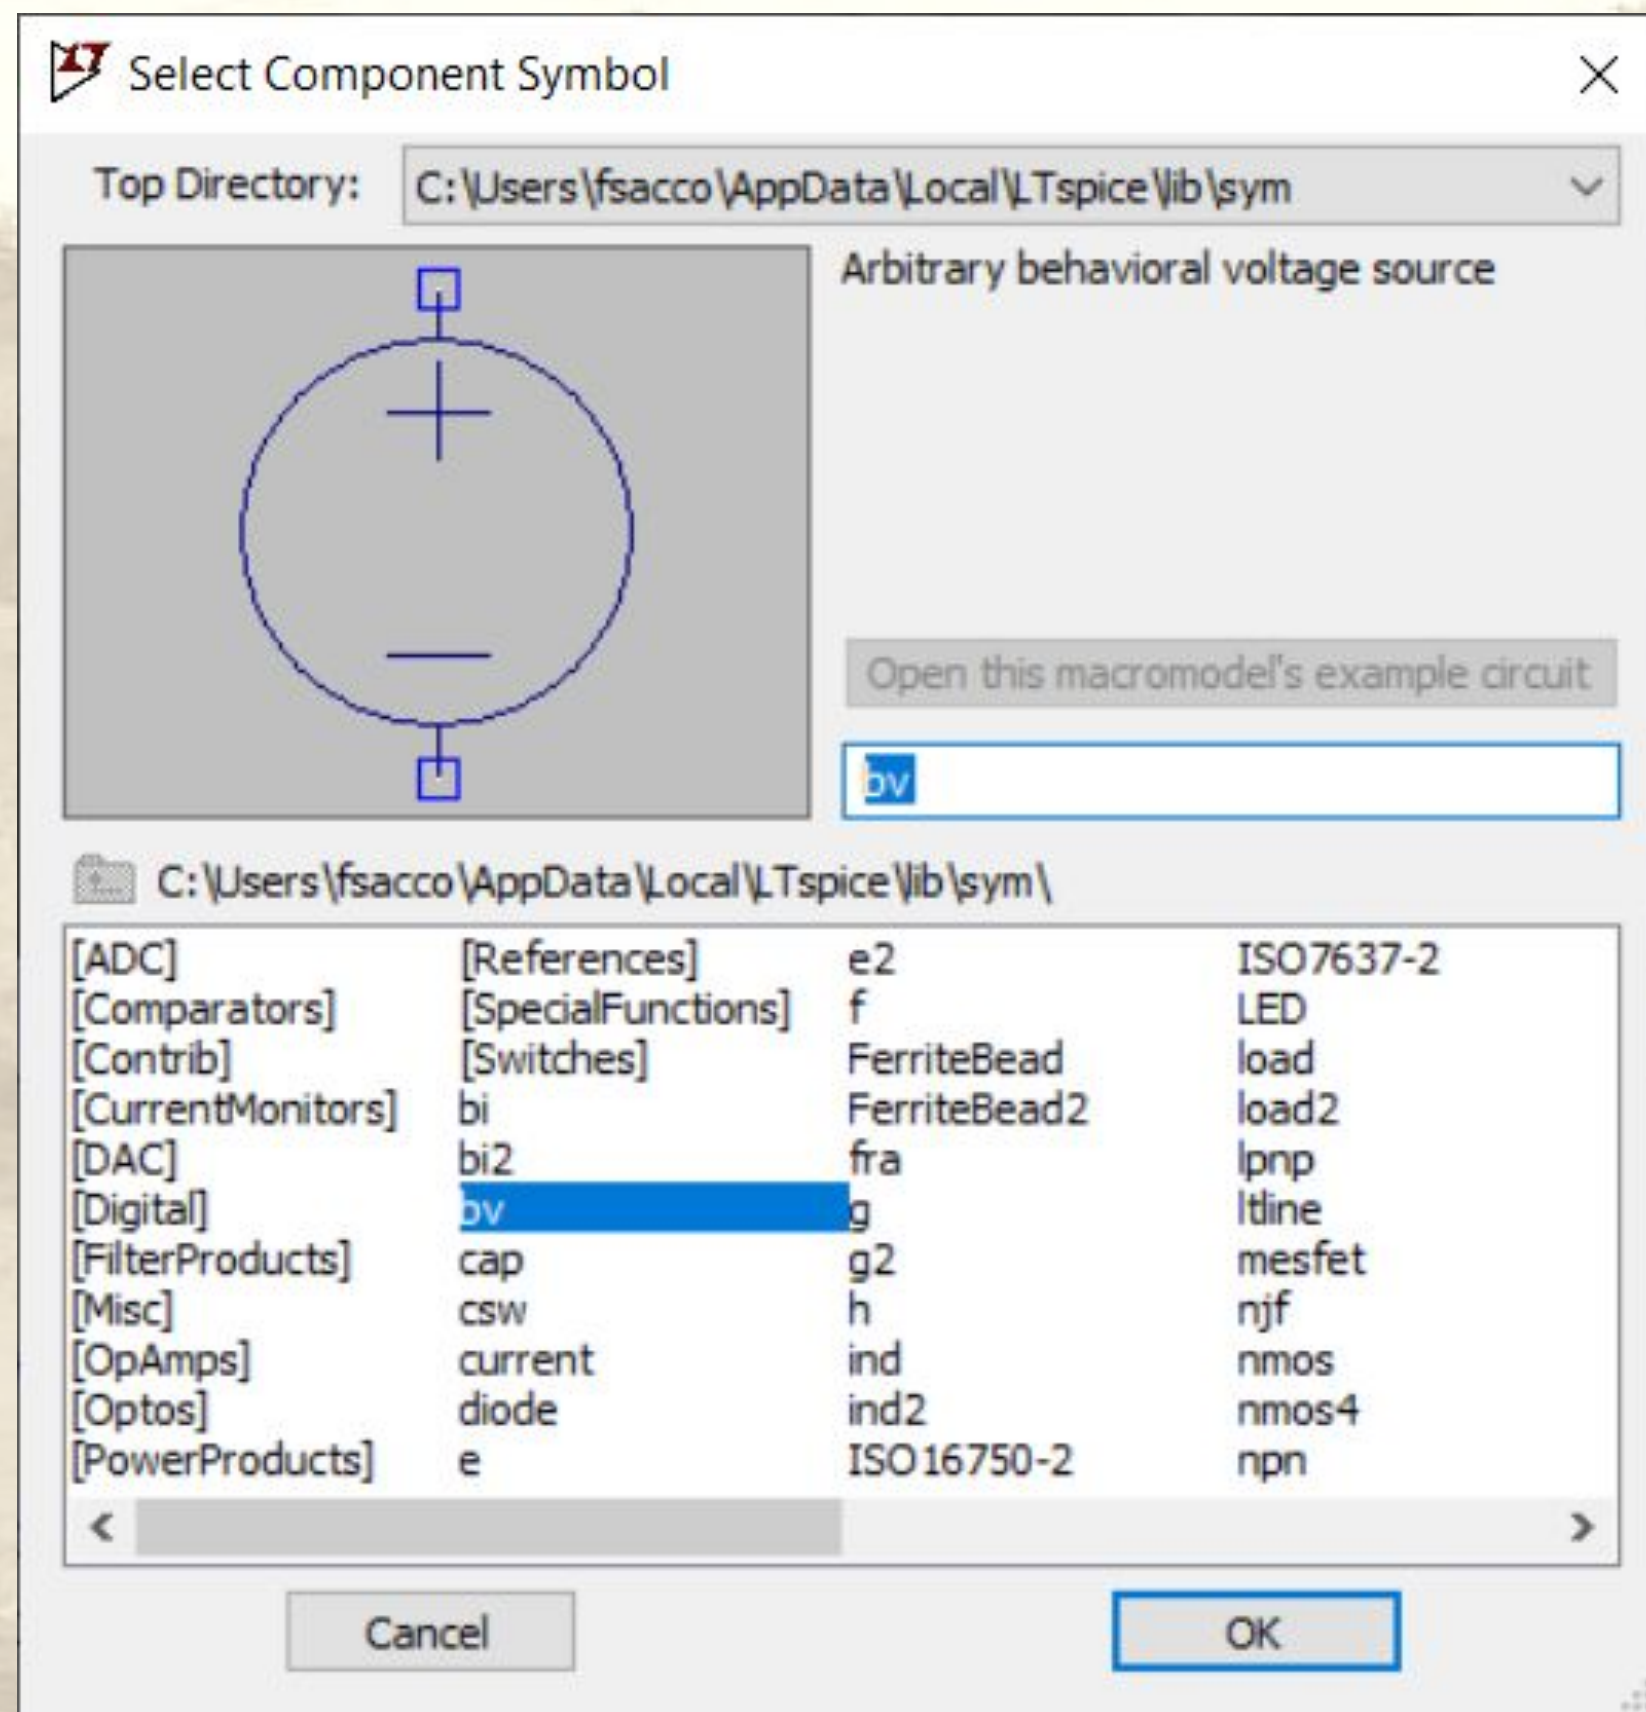 Select Component Symbol
Top Directory:
C:\Users\fsacco\AppData\Local\LTspice\lib\sym
Arbitrary behavioral voltage source
Open this macromodel's example circuit
bv
C:\Users\fsacco\AppData\Local\LTspice\lib\sym\
[ADC]
[Comparators]
[Contrib]
[CurrentMonitors]
[DAC]
[Digital]
[FilterProducts]
[Misc]
[OpAmps]
[Optos]
[PowerProducts]
[References]
[SpecialFunctions]
[Switches]
bi
bi2
bv
cap
csw
current
diode
e
e2
f
FerriteBead
FerriteBead2
fra
g
g2
h
ind
ind2
ISO16750-2
ISO7637-2
LED
load
load2
lpnp
ltline
mesfet
njf
nmos
nmos4
npn
Cancel
OK